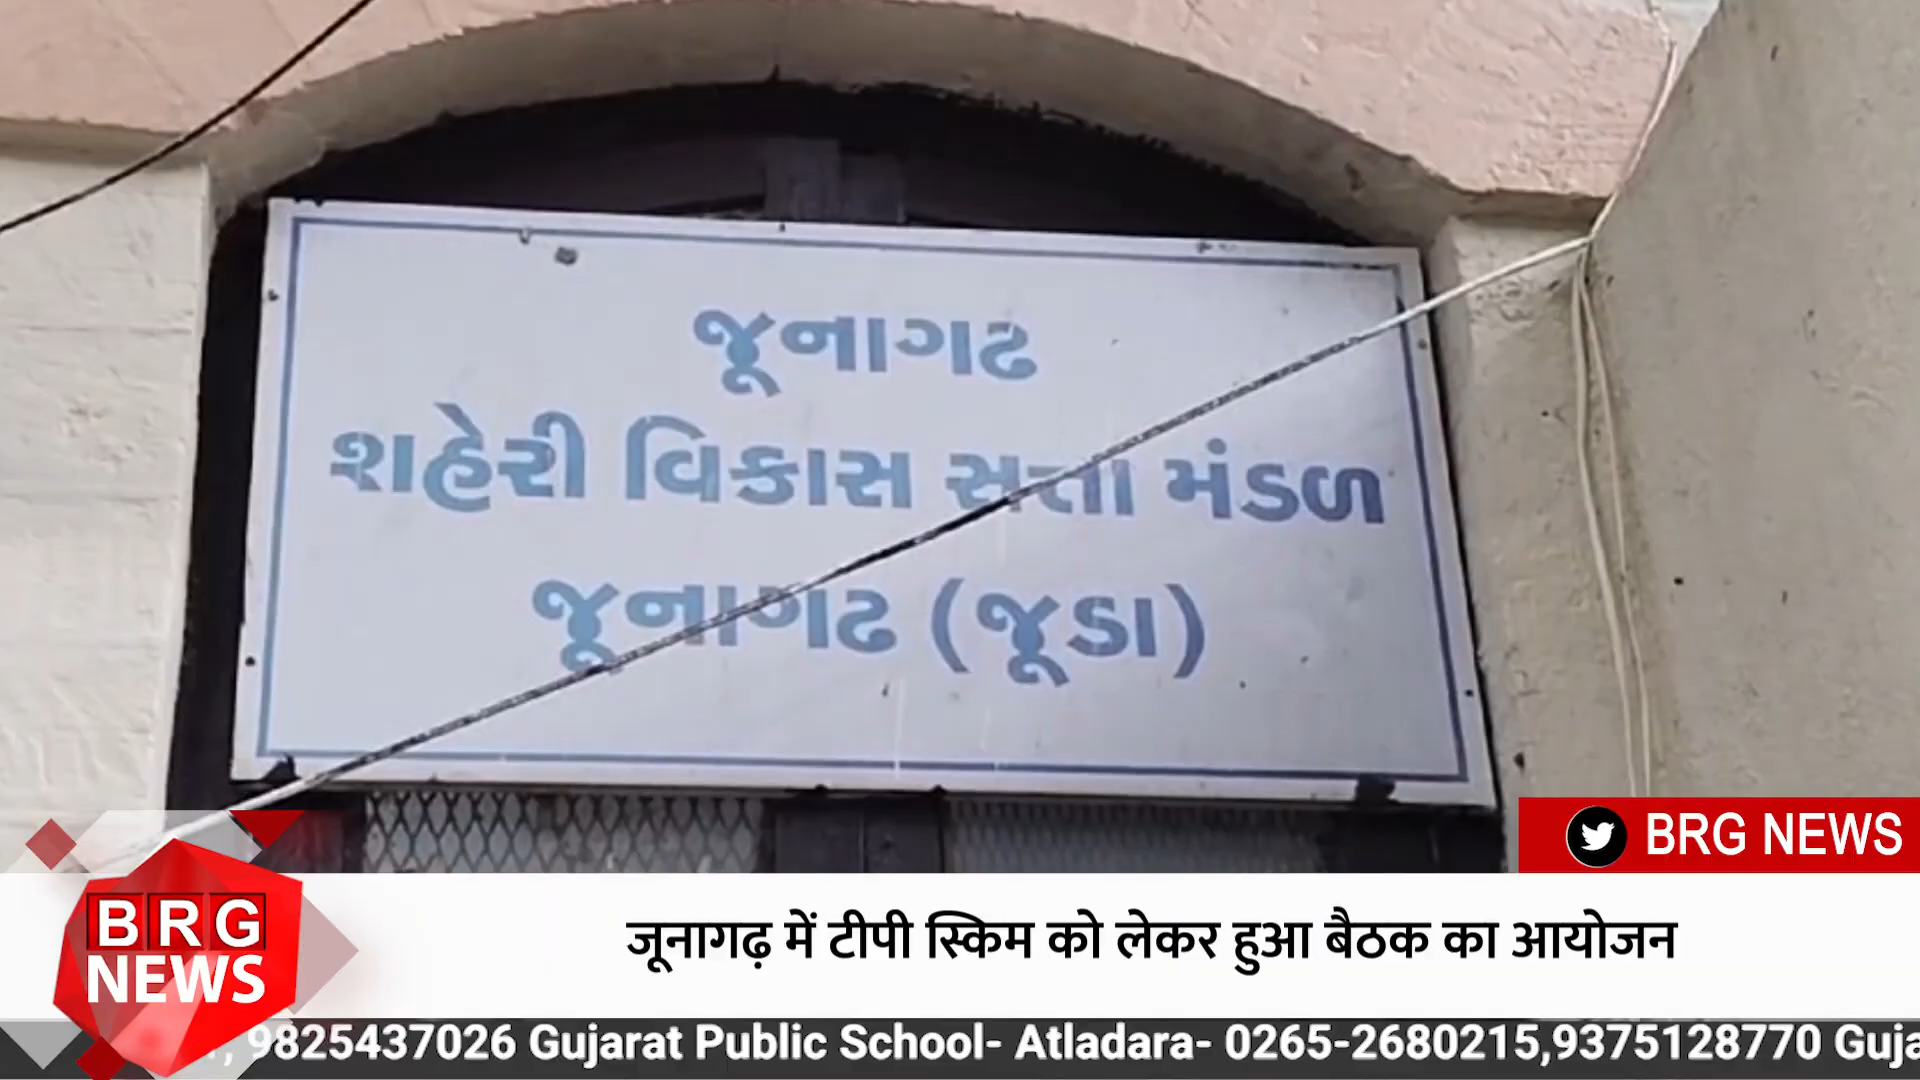 જૂનાગઢ
શહેરી વિકાસ સત્તા મંડળ
જૂનાગઢ (જૂડા)
BRG NEWS
BRG
NEWS
जूनागढ़ में टीपी स्किम को लेकर हुआ बैठक का आयोजन
, 9825437026 Gujarat Public School- Atladara- 0265-2680215,9375128770 Guja